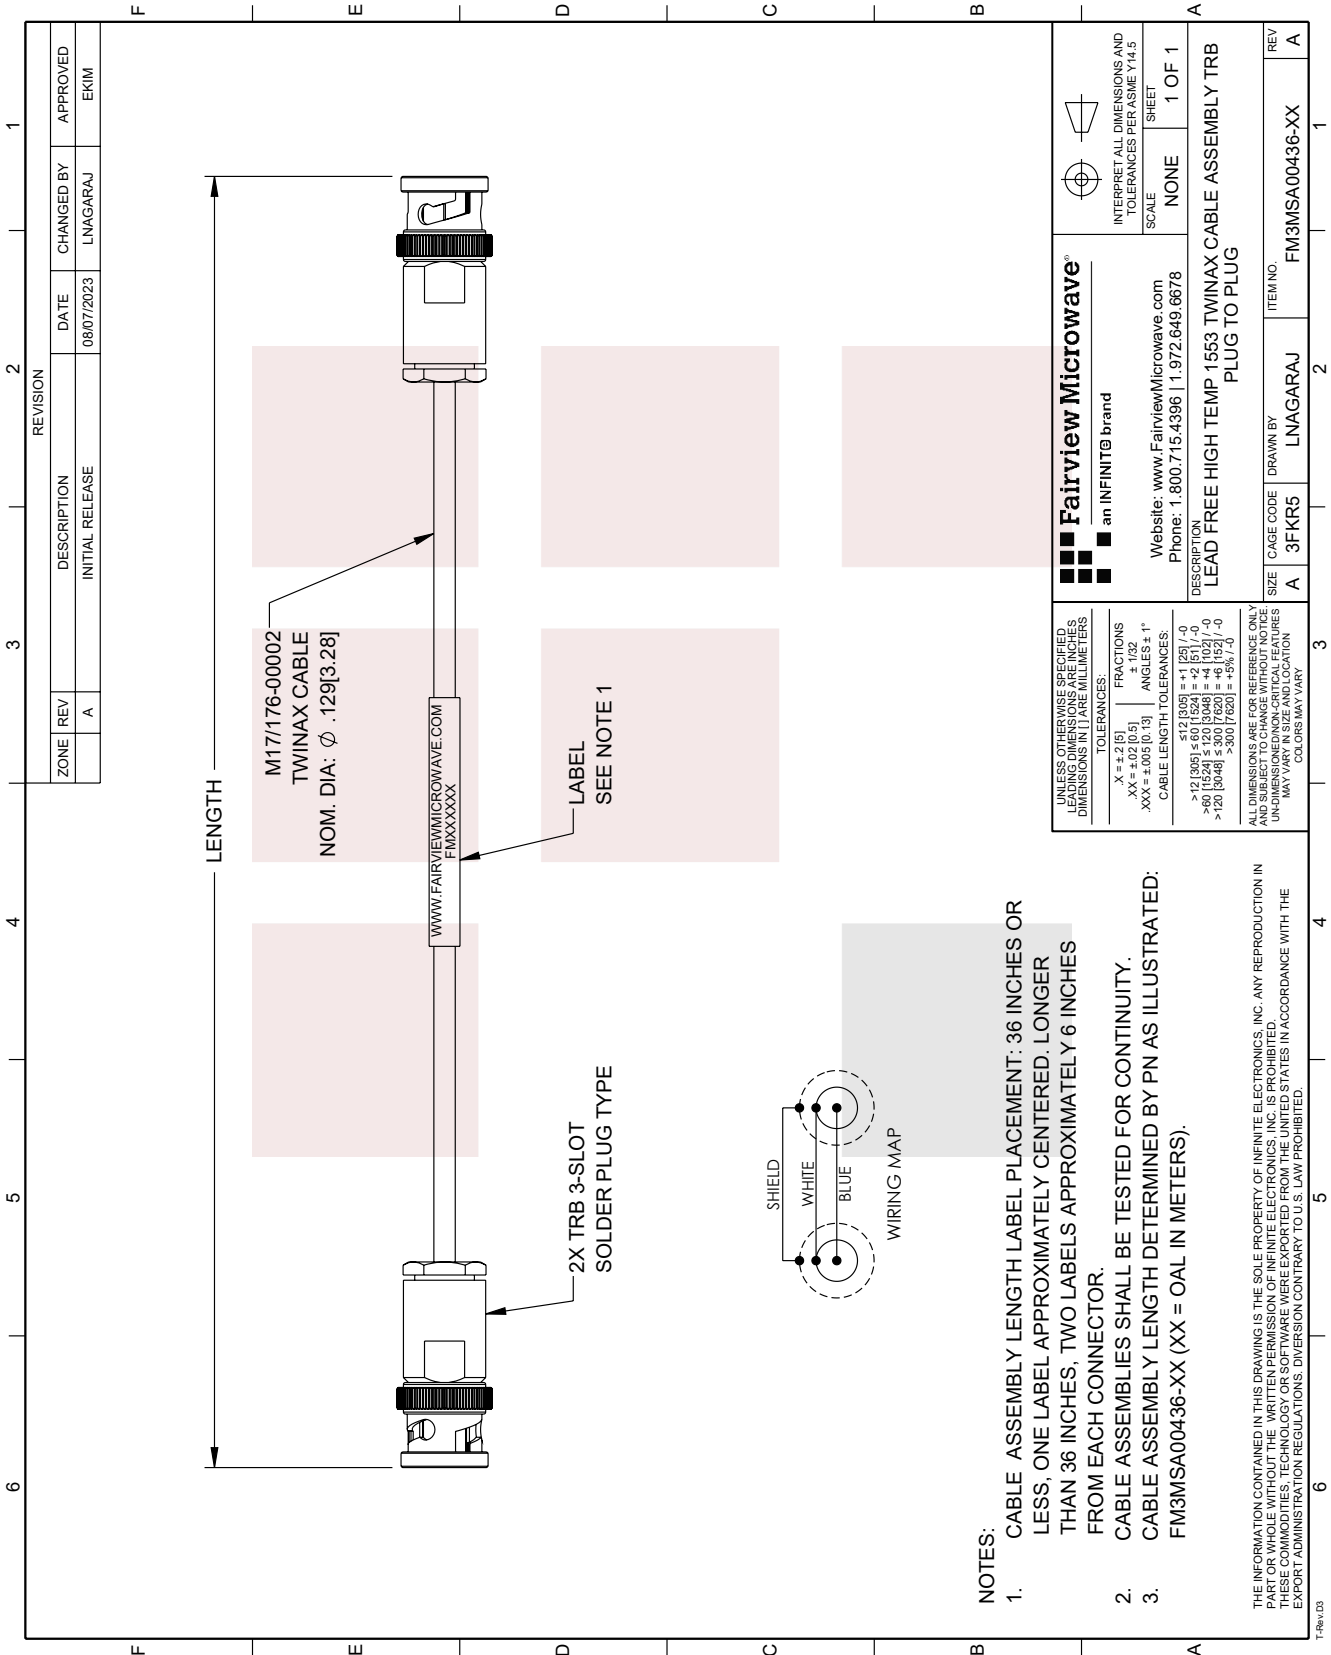 REVISION
ZONE REV DESCRIPTION DATE CHANGED BY APPROVED
A INITIAL RELEASE 08/07/2023 LNAGARAJ EKIM
6 5 4 3 2 1
F F
E E
D D
C C
B B
A A
LENGTH
M17/176-00002
TWINAX CABLE
NOM. DIA: Ø .129[3.28]
WWW.FAIRVIEWMICROWAVE.COM
FMXXXXXX
LABEL
SEE NOTE 1
2X TRB 3-SLOT
SOLDER PLUG TYPE
SHIELD
WHITE
BLUE
WIRING MAP
NOTES:
1. CABLE ASSEMBLY LENGTH LABEL PLACEMENT: 36 INCHES OR
LESS, ONE LABEL APPROXIMATELY CENTERED. LONGER
THAN 36 INCHES, TWO LABELS APPROXIMATELY 6 INCHES
FROM EACH CONNECTOR.
2. CABLE ASSEMBLIES SHALL BE TESTED FOR CONTINUITY.
3. CABLE ASSEMBLY LENGTH DETERMINED BY PN AS ILLUSTRATED:
FM3MSA00436-XX (XX = OAL IN METERS).
THE INFORMATION CONTAINED IN THIS DRAWING IS THE SOLE PROPERTY OF INFINITE ELECTRONICS, INC. ANY REPRODUCTION IN
PART OR WHOLE WITHOUT THE WRITTEN PERMISSION OF INFINITE ELECTRONICS, INC. IS PROHIBITED.
THESE COMMODITIES, TECHNOLOGY OR SOFTWARE WERE EXPORTED FROM THE UNITED STATES IN ACCORDANCE WITH THE
EXPORT ADMINISTRATION REGULATIONS. DIVERSION CONTRARY TO U.S. LAW PROHIBITED.
UNLESS OTHERWISE SPECIFIED
LEADING DIMENSIONS ARE INCHES
DIMENSIONS IN [ ] ARE MILLIMETERS
TOLERANCES:
.X = ±.2 [5] FRACTIONS
.XX = ±.02 [0.5] ± 1/32
.XXX = ±.005 [0.13] ANGLES ± 1°
CABLE LENGTH TOLERANCES:
≤12 [305] = +1 [25] / -0
>12 [305] ≤ 60 [1524] = +2 [51] / -0
>60 [1524] ≤ 120 [3048] = +4 [102] / -0
>120 [3048] ≤ 300 [7620] = +6 [152] / -0
>300 [7620] = +5% / -0
ALL DIMENSIONS ARE FOR REFERENCE ONLY
AND SUBJECT TO CHANGE WITHOUT NOTICE.
UN-DIMENSIONED/NON-CRITICAL FEATURES
MAY VARY IN SIZE AND LOCATION
COLORS MAY VARY
Fairview Microwave®
an INFINITE brand
Website: www.FairviewMicrowave.com
Phone: 1.800.715.4396 | 1.972.649.6678
INTERPRET ALL DIMENSIONS AND
TOLERANCES PER ASME Y14.5
SCALE NONE SHEET 1 OF 1
DESCRIPTION
LEAD FREE HIGH TEMP 1553 TWINAX CABLE ASSEMBLY TRB
PLUG TO PLUG
SIZE A CAGE CODE 3FKR5 DRAWN BY LNAGARAJ ITEM NO. FM3MSA00436-XX REV A
6 5 4 3 2 1
T-Rev.D3